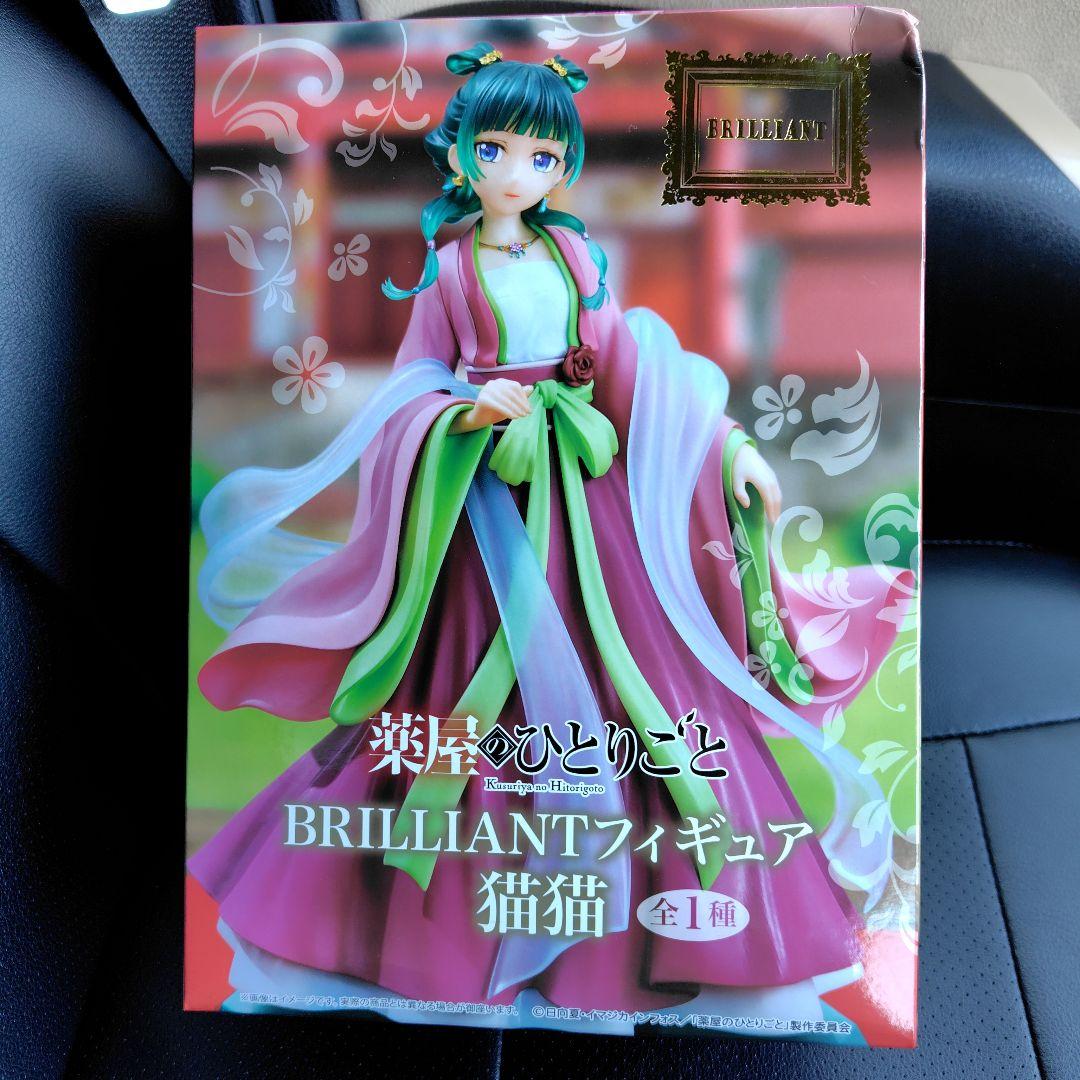 BRILLIANT
薬屋のひとりごと
Kusuriya no Hitorigoto
BRILLIANTフィギュア
猫猫
全1種
※画像はイメージです。実際の商品とは異なる場合が御座います。
©日向夏・イマジカインフォス/「薬屋のひとりごと」製作委員会